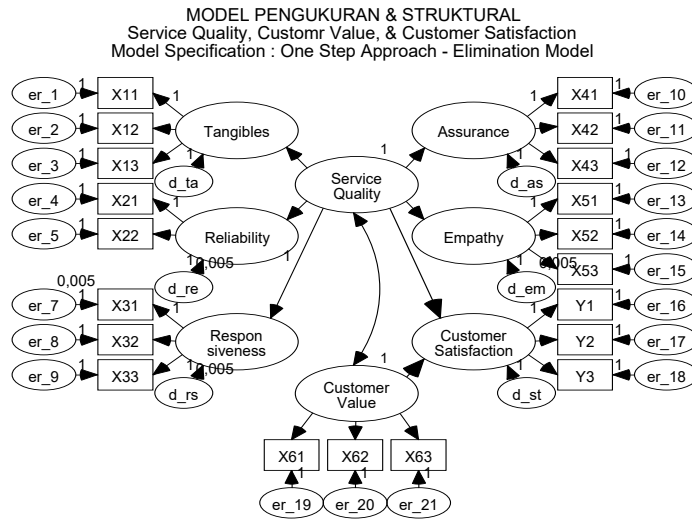 MODEL PENGUKURAN & STRUKTURAL
Service Quality, Customr Value, & Customer Satisfaction
Model Specification : One Step Approach - Elimination Model
er_1 1 X11 1
er_2 1 X12
er_3 1 X13
Tangibles
1
d_ta
er_4 1 X21 1
er_5 1 X22
Reliability
1
1 0,005
d_re
0,005
er_7 1 X31 1
er_8 1 X32
er_9 1 X33
Respon
siveness
1 0,005
d_rs
Service
Quality
1
Assurance
1 X41 1 er_10
X42 1 er_11
X43 1 er_12
1
d_as
Empathy
1 X51 1 er_13
X52 1 er_14
X53 1 er_15
1 0,005
d_em
Customer
Satisfaction
1 Y1 1 er_16
Y2 1 er_17
Y3 1 er_18
1
d_st
1
Customer
Value
X61 X62 X63
1 1 1
er_19 er_20 er_21